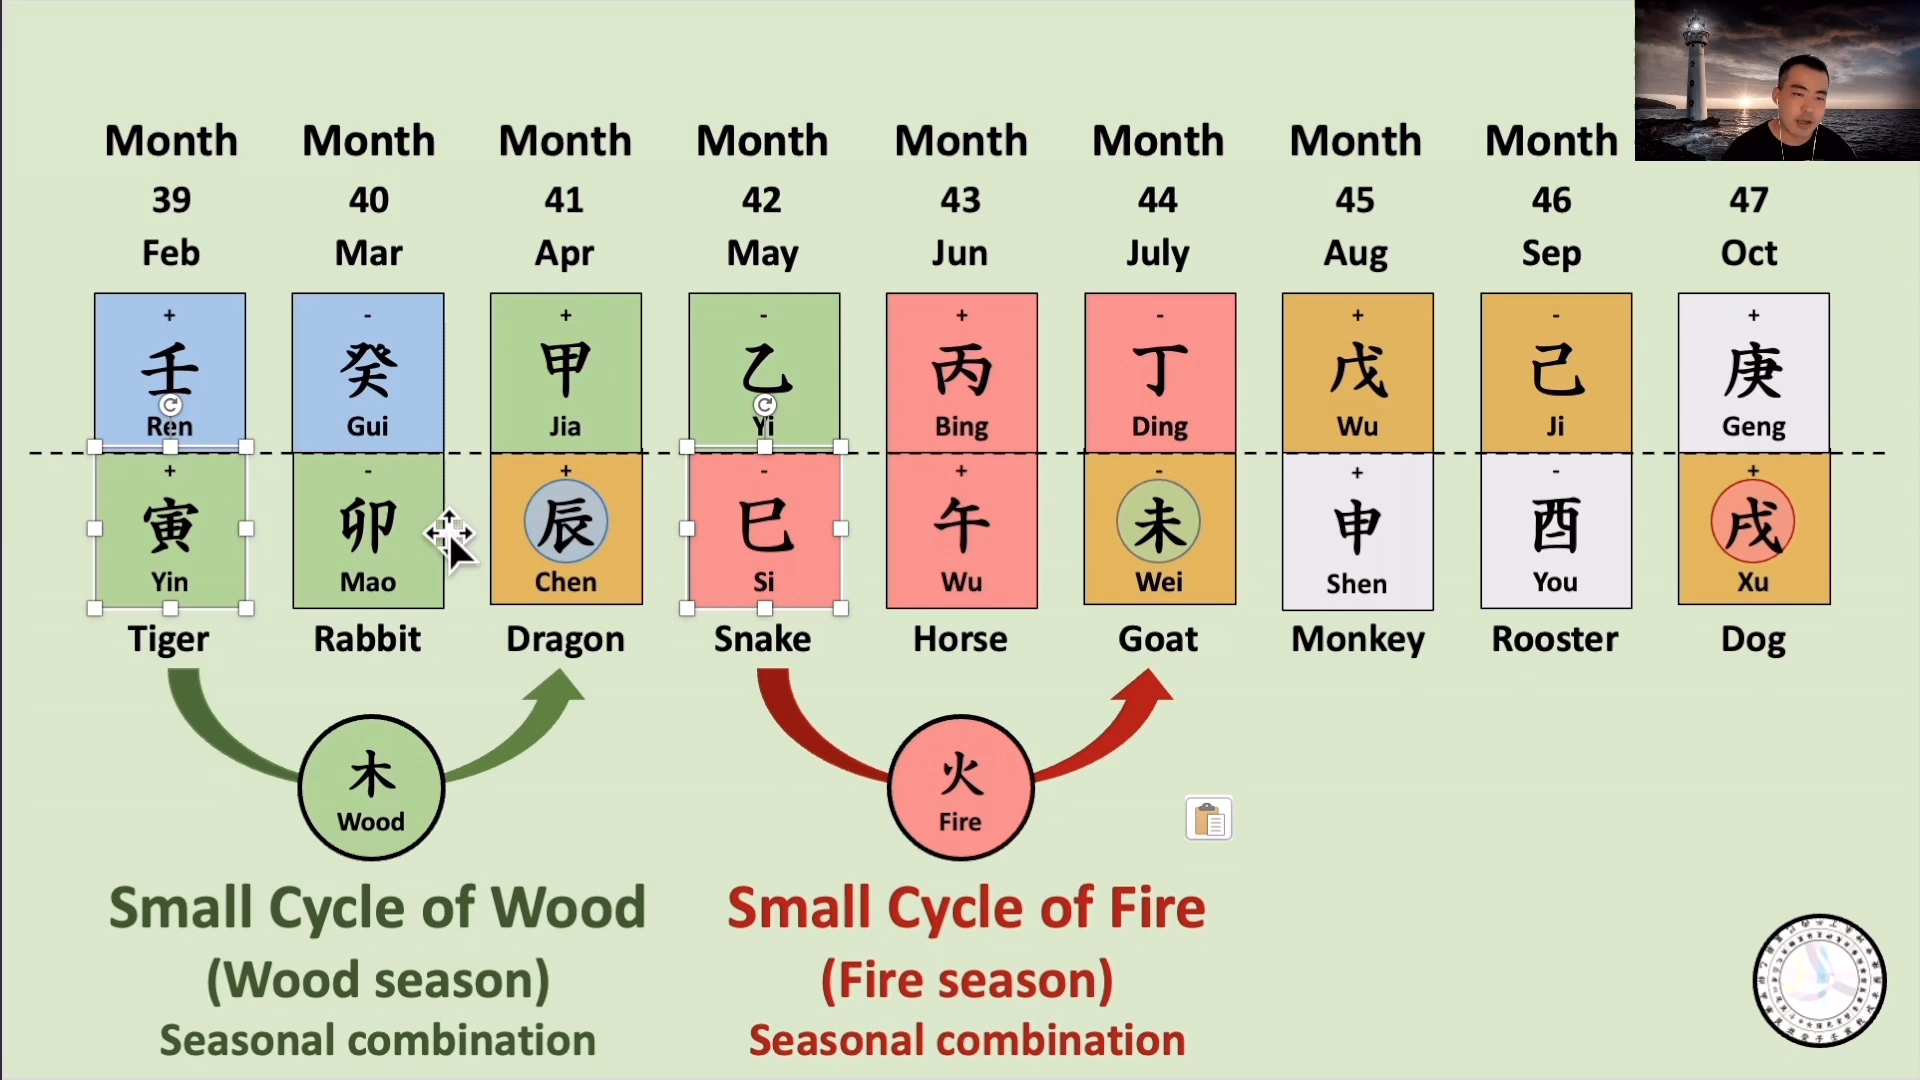 Month Month Month Month Month Month Month Month
39 40 41 42 43 44 45 46 47
Feb Mar Apr May Jun July Aug Sep Oct
+ - + - + - + - +
壬 癸 甲 乙 丙 丁 戊 己 庚
Ren Gui Jia Yi Bing Ding Wu Ji Geng
+ - + - + - + - +
寅 卯 辰 巳 午 未 申 酉 戌
Yin Mao Chen Si Wu Wei Shen You Xu
Tiger Rabbit Dragon Snake Horse Goat Monkey Rooster Dog
木 火
Wood Fire
Small Cycle of Wood
(Wood season)
Seasonal combination
Small Cycle of Fire
(Fire season)
Seasonal combination